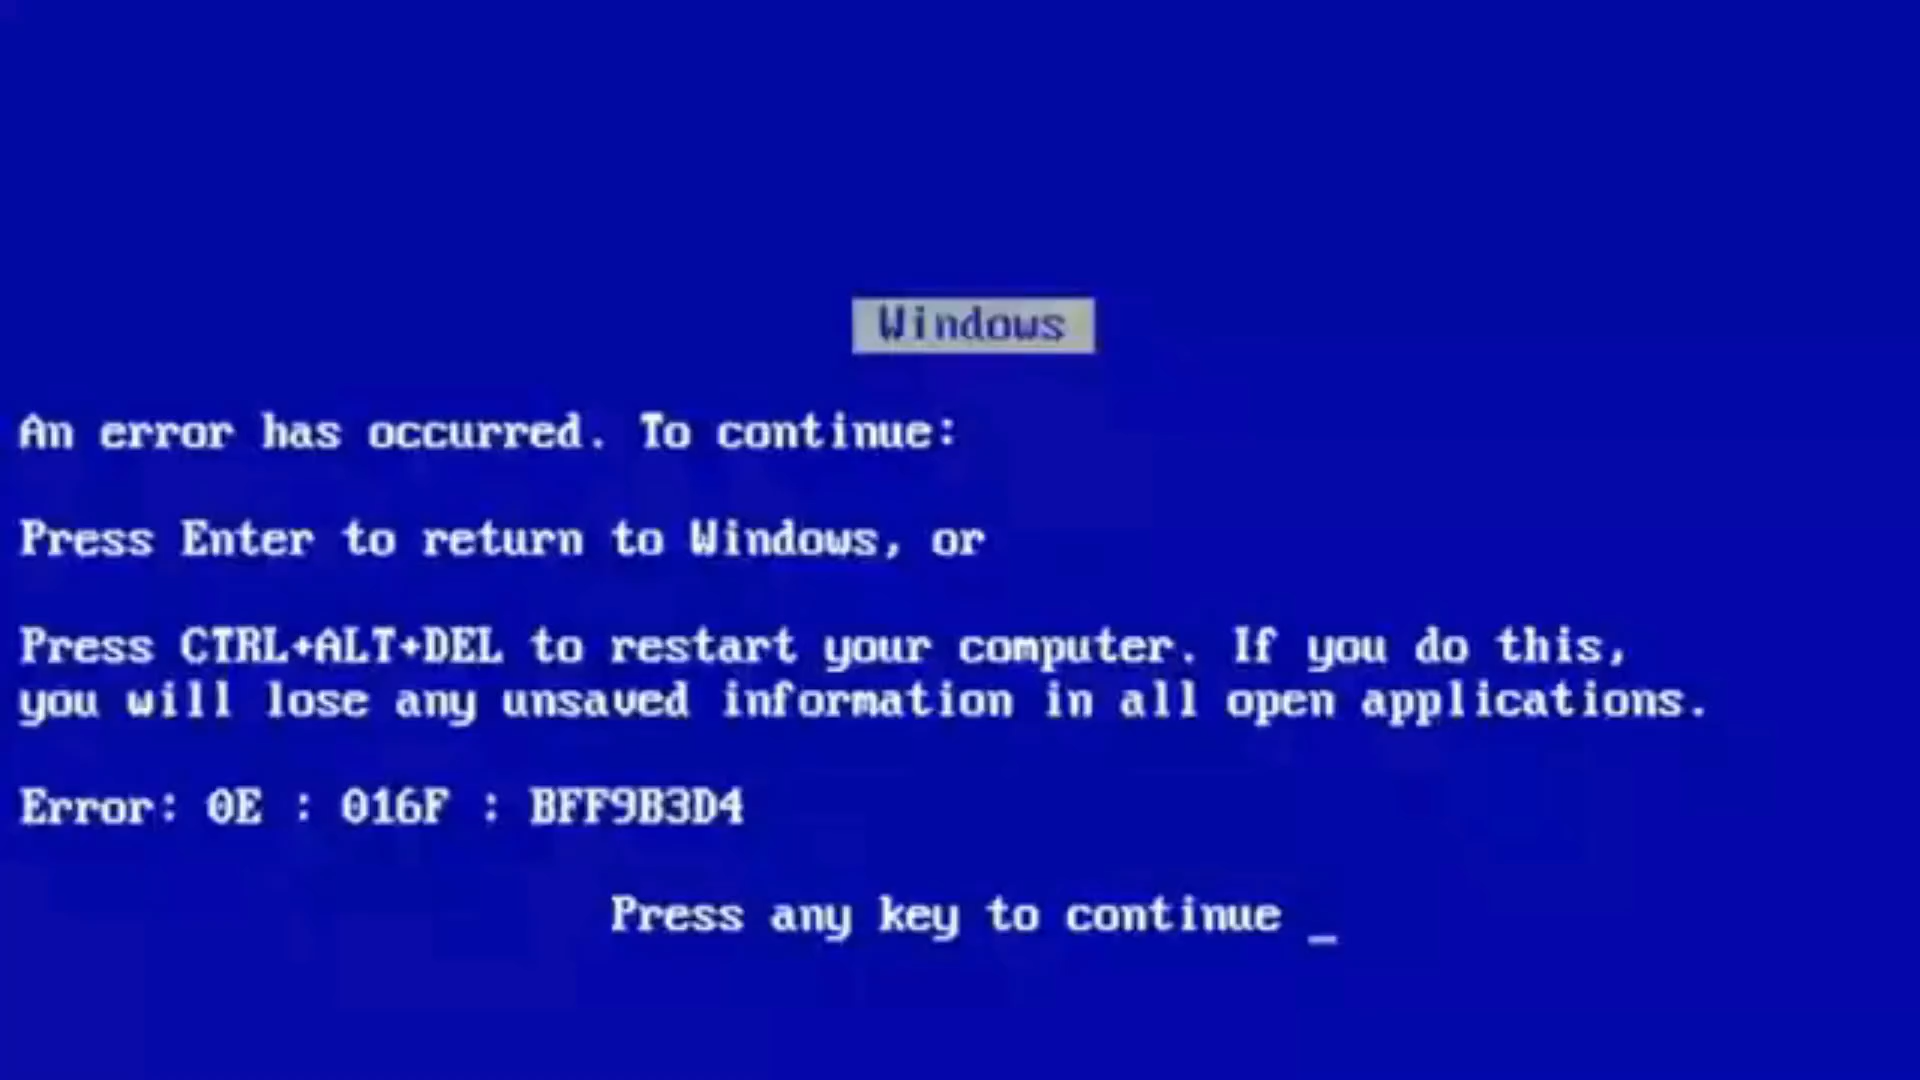 Windows
An error has occurred. To continue:
Press Enter to return to Windows, or
Press CTRL+ALT+DEL to restart your computer. If you do this,
you will lose any unsaved information in all open applications.
Error: 0E : 016F : BFF9B3D4
Press any key to continue _